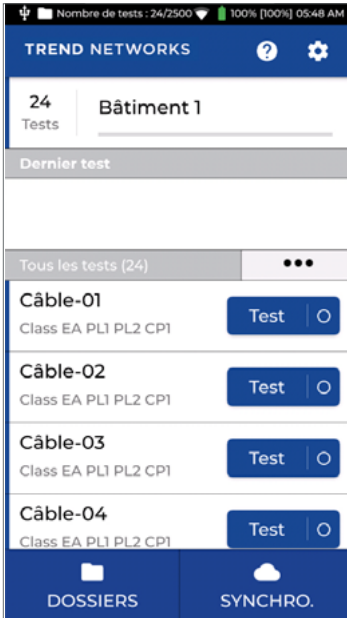 Nombre de tests : 24/2500 100% [100%] 05:48 AM
TREND NETWORKS ?
24
Tests
Bâtiment 1
Dernier test
Tous les tests (24) •••
Câble-01
Class EA PL1 PL2 CP1
Test
Câble-02
Class EA PL1 PL2 CP1
Test
Câble-03
Class EA PL1 PL2 CP1
Test
Câble-04
Class EA PL1 PL2 CP1
Test
DOSSIERS SYNCHRO.